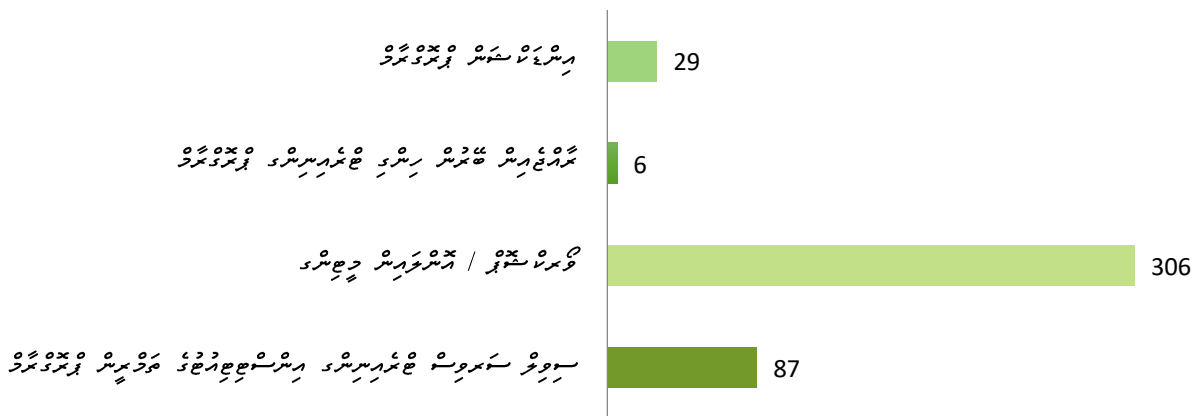 އިންޑަކްޝަން ޕްރޮގްރާމް
29
ރާއްޖެއިން ބޭރުން ހިންގި ޓްރެއިނިންގ ޕްރޮގްރާމް
6
ވޯރކްޝޮޕް / އޮންލައިން މީޓިންގ
306
ސިވިލް ސަރވިސް ޓްރެއިނިންގ އިންސްޓިޓިއުޓުގެ ތަމްރީން ޕްރޮގްރާމް
87